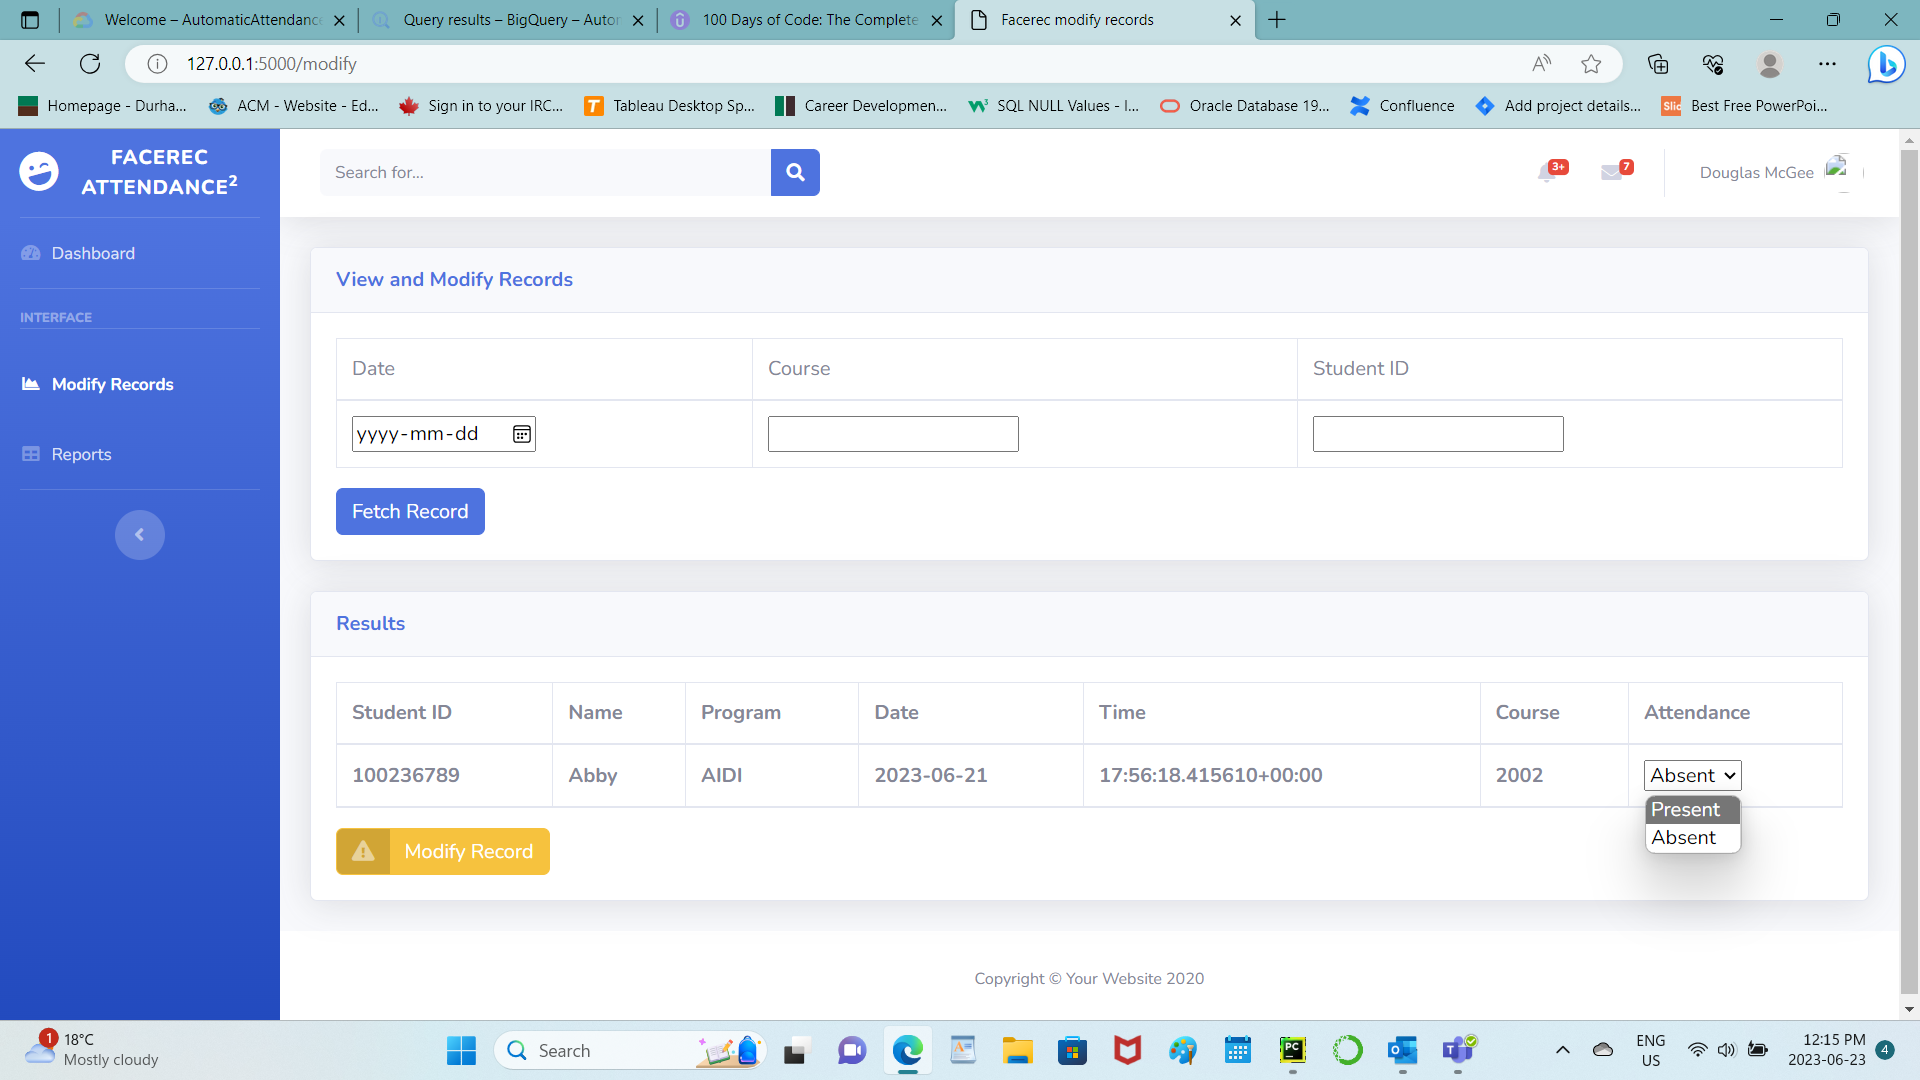 Welcome – AutomaticAttendance
Query results – BigQuery – Auto
100 Days of Code: The Complete
Facerec modify records
127.0.0.1:5000/modify
Homepage - Durha...
ACM - Website - Ed...
Sign in to your IRC...
Tableau Desktop Sp...
Career Developmen...
SQL NULL Values - I...
Oracle Database 19...
Confluence
Add project details...
Best Free PowerPoi...
FACEREC
ATTENDANCE2
Search for...
3+
7
Douglas McGee
Dashboard
INTERFACE
Modify Records
Reports
View and Modify Records
Date
Course
Student ID
yyyy-mm-dd
Fetch Record
Results
Student ID
Name
Program
Date
Time
Course
Attendance
100236789
Abby
AIDI
2023-06-21
17:56:18.415610+00:00
2002
Absent
Present
Absent
Modify Record
Copyright © Your Website 2020
1
18°C
Mostly cloudy
Search
PC
ENG
US
12:15 PM
2023-06-23
4